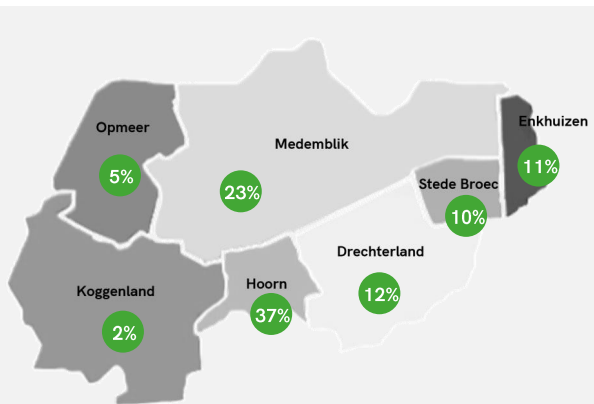 Opmeer
5%
Medemblik
23%
Enkhuizen
11%
Stede Broec
10%
Drechterland
12%
Hoorn
37%
Koggenland
2%